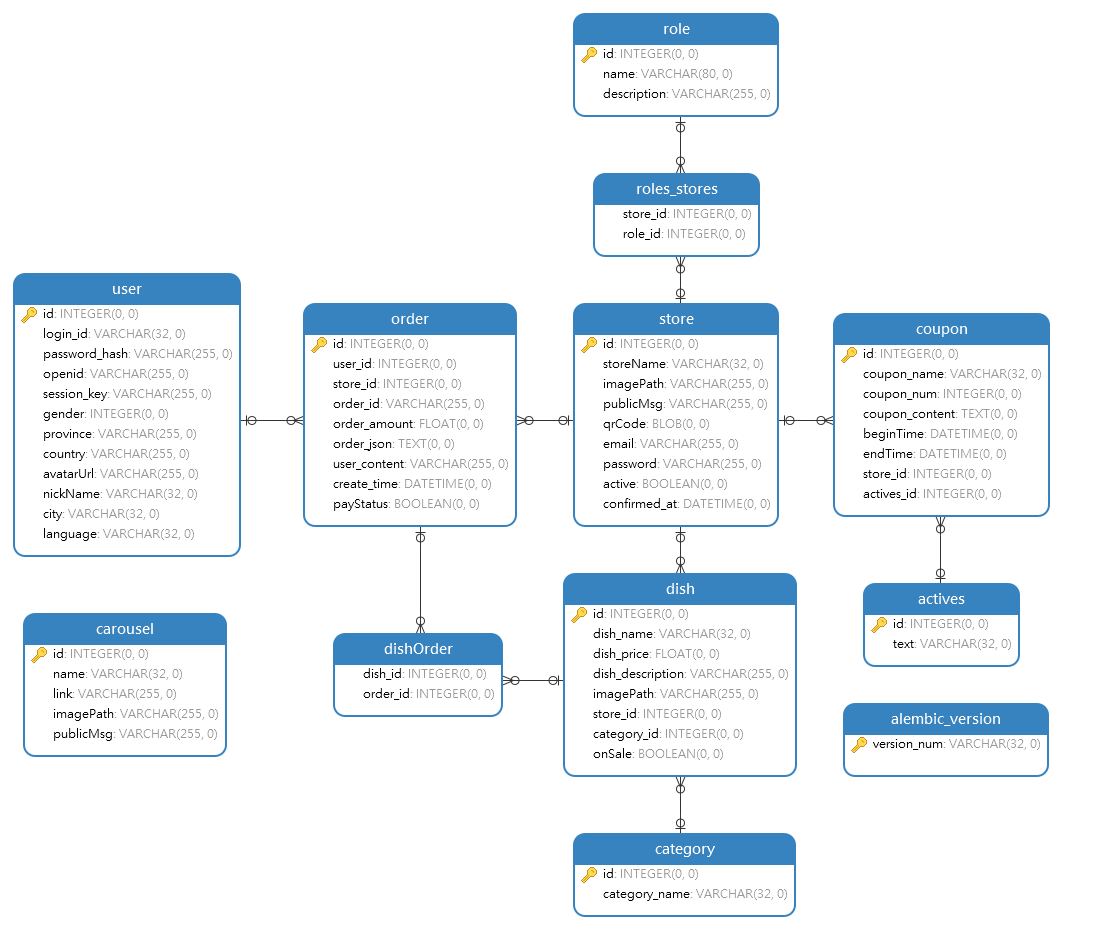 role
id: INTEGER(0, 0)
name: VARCHAR(80, 0)
description: VARCHAR(255, 0)
roles_stores
store_id: INTEGER(0, 0)
role_id: INTEGER(0, 0)
user
id: INTEGER(0, 0)
login_id: VARCHAR(32, 0)
password_hash: VARCHAR(255, 0)
openid: VARCHAR(255, 0)
session_key: VARCHAR(255, 0)
gender: INTEGER(0, 0)
province: VARCHAR(255, 0)
country: VARCHAR(255, 0)
avatarUrl: VARCHAR(255, 0)
nickName: VARCHAR(32, 0)
city: VARCHAR(32, 0)
language: VARCHAR(32, 0)
order
id: INTEGER(0, 0)
user_id: INTEGER(0, 0)
store_id: INTEGER(0, 0)
order_id: VARCHAR(255, 0)
order_amount: FLOAT(0, 0)
order_json: TEXT(0, 0)
user_content: VARCHAR(255, 0)
create_time: DATETIME(0, 0)
payStatus: BOOLEAN(0, 0)
store
id: INTEGER(0, 0)
storeName: VARCHAR(32, 0)
imagePath: VARCHAR(255, 0)
publicMsg: VARCHAR(255, 0)
qrCode: BLOB(0, 0)
email: VARCHAR(255, 0)
password: VARCHAR(255, 0)
active: BOOLEAN(0, 0)
confirmed_at: DATETIME(0, 0)
coupon
id: INTEGER(0, 0)
coupon_name: VARCHAR(32, 0)
coupon_num: INTEGER(0, 0)
coupon_content: TEXT(0, 0)
beginTime: DATETIME(0, 0)
endTime: DATETIME(0, 0)
store_id: INTEGER(0, 0)
actives_id: INTEGER(0, 0)
carousel
id: INTEGER(0, 0)
name: VARCHAR(32, 0)
link: VARCHAR(255, 0)
imagePath: VARCHAR(255, 0)
publicMsg: VARCHAR(255, 0)
dishOrder
dish_id: INTEGER(0, 0)
order_id: INTEGER(0, 0)
dish
id: INTEGER(0, 0)
dish_name: VARCHAR(32, 0)
dish_price: FLOAT(0, 0)
dish_description: VARCHAR(255, 0)
imagePath: VARCHAR(255, 0)
store_id: INTEGER(0, 0)
category_id: INTEGER(0, 0)
onSale: BOOLEAN(0, 0)
actives
id: INTEGER(0, 0)
text: VARCHAR(32, 0)
alembic_version
version_num: VARCHAR(32, 0)
category
id: INTEGER(0, 0)
category_name: VARCHAR(32, 0)